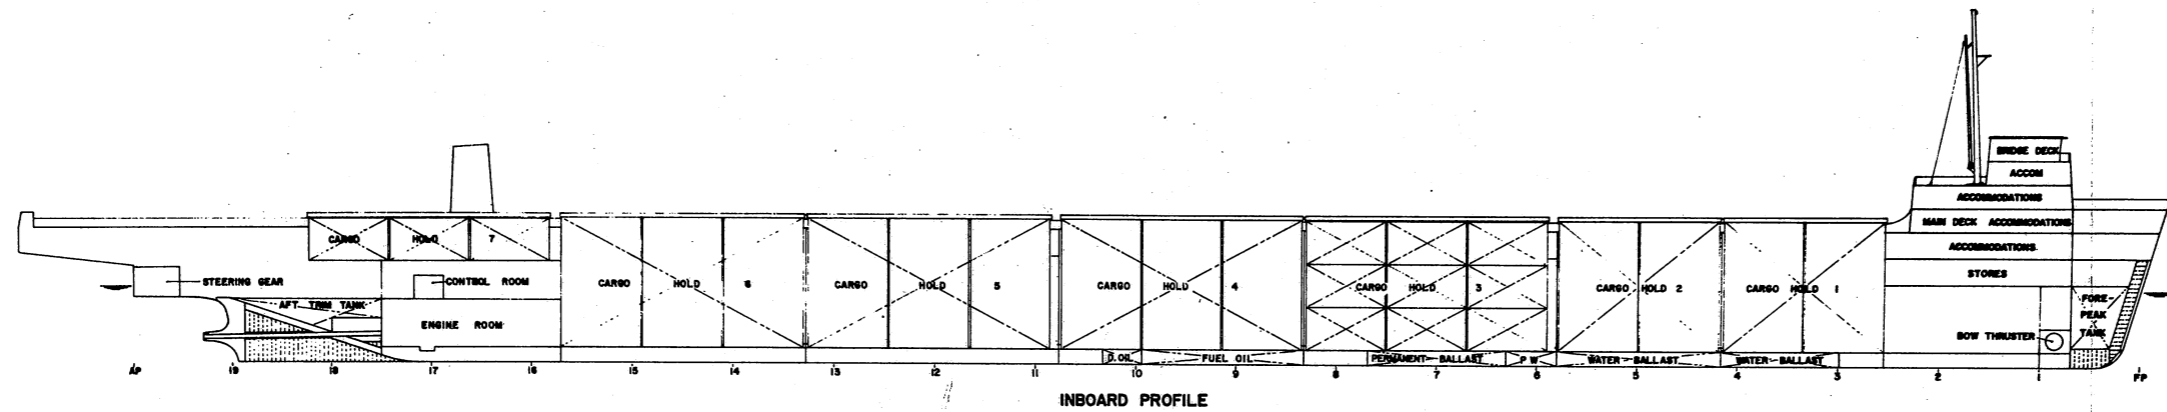 BRIDGE DECK
ACCOM
ACCOMMODATIONS
MAIN DECK ACCOMMODATIONS
CARGO HOLD 7
ACCOMMODATIONS
STORES
STEERING GEAR
CONTROL ROOM
CARGO HOLD 6
CARGO HOLD 5
CARGO HOLD 4
CARGO HOLD 3
CARGO HOLD 2
CARGO HOLD 1
FORE-
PEAK
TANK
AFT TRIM TANK
ENGINE ROOM
BOW THRUSTER
D.OIL
FUEL OIL
PERMANENT BALLAST
P W
WATER BALLAST
WATER BALLAST
AP 19 18 17 16 15 14 13 12 11 10 9 8 7 6 5 4 3 2 1 FP
INBOARD PROFILE